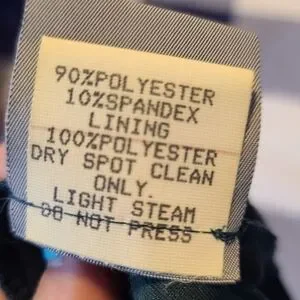 90%POLYESTER
10%SPANDEX
LINING
100%POLYESTER
DRY SPOT CLEAN
ONLY.
LIGHT STEAM
DO NOT PRESS